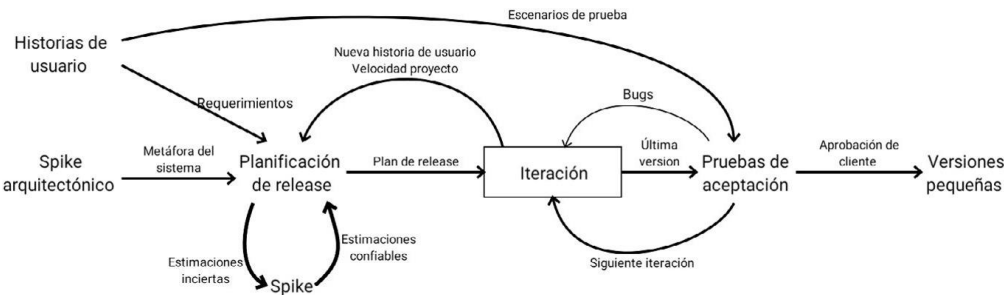 Escenarios de prueba
Historias de
usuario
Nueva historia de usuario
Velocidad proyecto
Requerimientos
Bugs
Spike
arquitectónico
Metáfora del
sistema
Planificación
de release
Plan de release
Iteración
Última
version
Pruebas de
aceptación
Aprobación de
cliente
Versiones
pequeñas
Estimaciones
inciertas
Spike
Estimaciones
confiables
Siguiente iteración